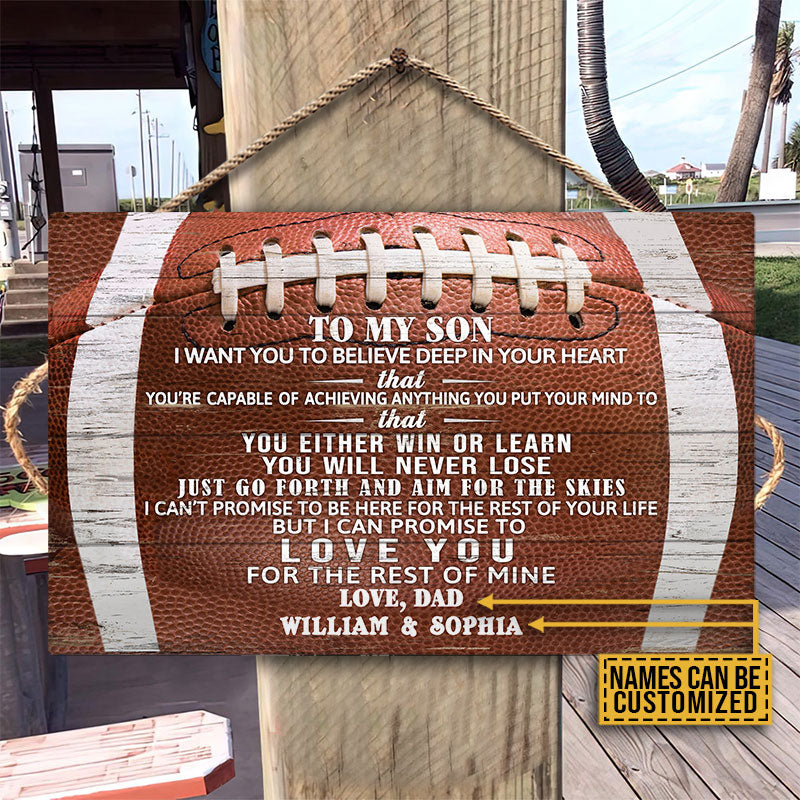 TO MY SON
I WANT YOU TO BELIEVE DEEP IN YOUR HEART
that
YOU'RE CAPABLE OF ACHIEVING ANYTHING YOU PUT YOUR MIND TO
that
YOU EITHER WIN OR LEARN
YOU WILL NEVER LOSE
JUST GO FORTH AND AIM FOR THE SKIES
I CAN'T PROMISE TO BE HERE FOR THE REST OF YOUR LIFE
BUT I CAN PROMISE TO
LOVE YOU
FOR THE REST OF MINE
LOVE, DAD
WILLIAM & SOPHIA
NAMES CAN BE
CUSTOMIZED